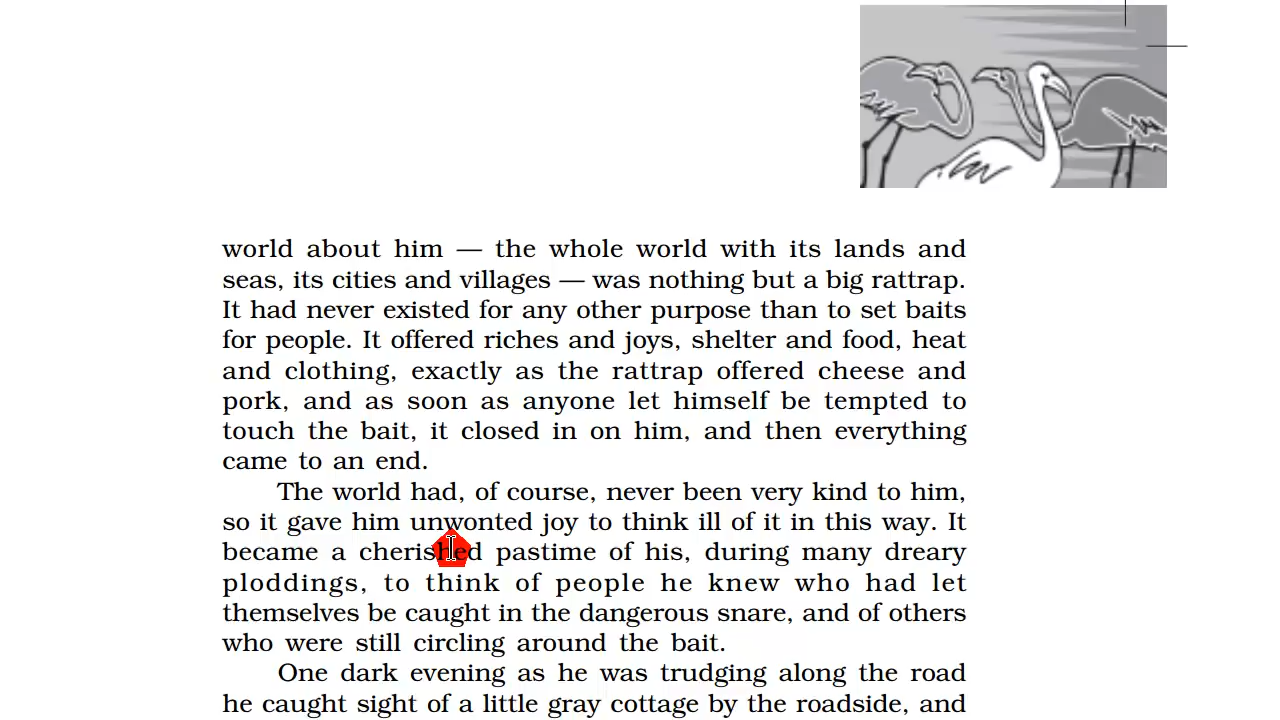 world about him — the whole world with its lands and
seas, its cities and villages — was nothing but a big rattrap.
It had never existed for any other purpose than to set baits
for people. It offered riches and joys, shelter and food, heat
and clothing, exactly as the rattrap offered cheese and
pork, and as soon as anyone let himself be tempted to
touch the bait, it closed in on him, and then everything
came to an end.
The world had, of course, never been very kind to him,
so it gave him unwonted joy to think ill of it in this way. It
became a cherished pastime of his, during many dreary
ploddings, to think of people he knew who had let
themselves be caught in the dangerous snare, and of others
who were still circling around the bait.
One dark evening as he was trudging along the road
he caught sight of a little gray cottage by the roadside, and